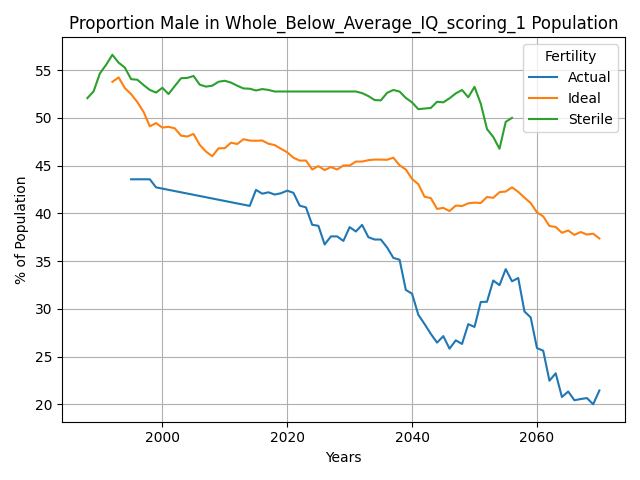 Proportion Male in Whole_Below_Average_IQ_scoring_1 Population
Fertility
Actual
Ideal
Sterile
% of Population
55
50
45
40
35
30
25
20
2000
2020
2040
2060
Years